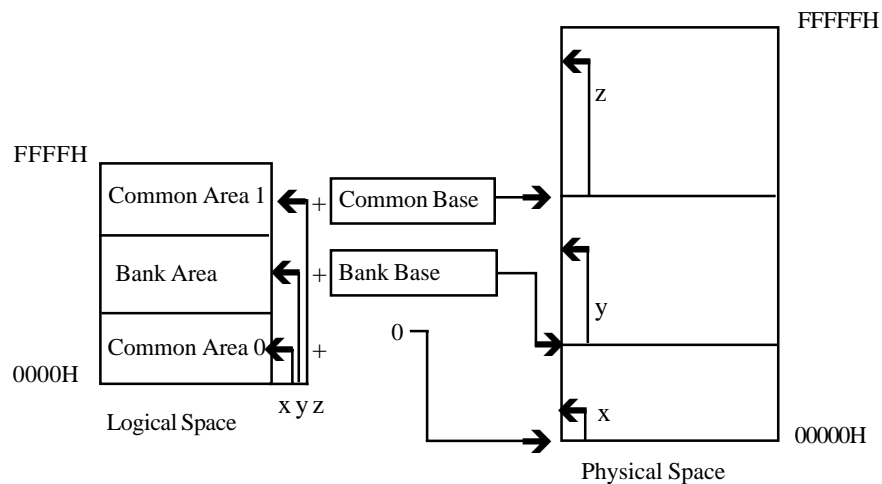 FFFFFH
z
FFFFH
Common Area 1
+
Common Base
Bank Area
+
Bank Base
y
Common Area 0
+
0
0000H
x y z
x
00000H
Logical Space
Physical Space